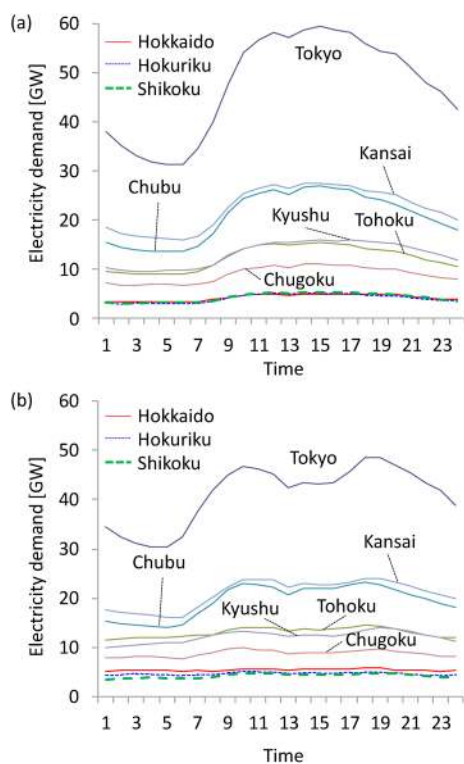 (a)
Electricity demand [GW]
60
50
40
30
20
10
0
Hokkaido
Hokuriku
Shikoku
Tokyo
Chubu
Kansai
Kyushu
Tohoku
Chugoku
1 3 5 7 9 11 13 15 17 19 21 23
Time
(b)
Electricity demand [GW]
60
50
40
30
20
10
0
Hokkaido
Hokuriku
Shikoku
Tokyo
Chubu
Kansai
Kyushu
Tohoku
Chugoku
1 3 5 7 9 11 13 15 17 19 21 23
Time